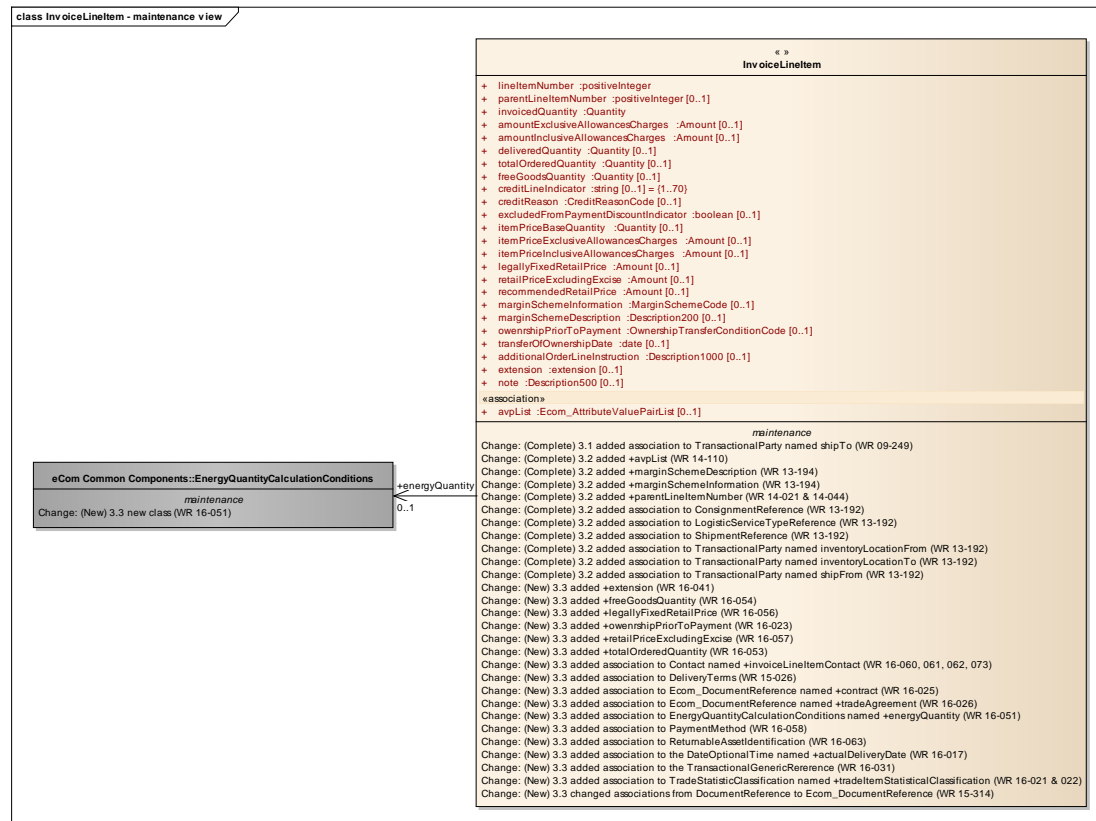 class InvoiceLineItem - maintenance view
« »
InvoiceLineItem
+ lineItemNumber :positiveInteger
+ parentLineItemNumber :positiveInteger [0..1]
+ invoicedQuantity :Quantity
+ amountExclusiveAllowancesCharges :Amount [0..1]
+ amountInclusiveAllowancesCharges :Amount [0..1]
+ deliveredQuantity :Quantity [0..1]
+ totalOrderedQuantity :Quantity [0..1]
+ freeGoodsQuantity :Quantity [0..1]
+ creditLineIndicator :string [0..1] = {1..70}
+ creditReason :CreditReasonCode [0..1]
+ excludedFromPaymentDiscountIndicator :boolean [0..1]
+ itemPriceBaseQuantity :Quantity [0..1]
+ itemPriceExclusiveAllowancesCharges :Amount [0..1]
+ itemPriceInclusiveAllowancesCharges :Amount [0..1]
+ legallyFixedRetailPrice :Amount [0..1]
+ retailPriceExcludingExcise :Amount [0..1]
+ recommendedRetailPrice :Amount [0..1]
+ marginSchemeInformation :MarginSchemeCode [0..1]
+ marginSchemeDescription :Description200 [0..1]
+ owenrshipPriorToPayment :OwnershipTransferConditionCode [0..1]
+ transferOfOwnershipDate :date [0..1]
+ additionalOrderLineInstruction :Description1000 [0..1]
+ extension :extension [0..1]
+ note :Description500 [0..1]
«association»
+ avpList :Ecom_AttributeValuePairList [0..1]
maintenance
Change: (Complete) 3.1 added association to TransactionalParty named shipTo (WR 09-249)
Change: (Complete) 3.2 added +avpList (WR 14-110)
Change: (Complete) 3.2 added +marginSchemeDescription (WR 13-194)
Change: (Complete) 3.2 added +marginSchemeInformation (WR 13-194)
Change: (Complete) 3.2 added +parentLineItemNumber (WR 14-021 & 14-044)
Change: (Complete) 3.2 added association to ConsignmentReference (WR 13-192)
Change: (Complete) 3.2 added association to LogisticServiceTypeReference (WR 13-192)
Change: (Complete) 3.2 added association to ShipmentReference (WR 13-192)
Change: (Complete) 3.2 added association to TransactionalParty named inventoryLocationFrom (WR 13-192)
Change: (Complete) 3.2 added association to TransactionalParty named inventoryLocationTo (WR 13-192)
Change: (Complete) 3.2 added association to TransactionalParty named shipFrom (WR 13-192)
Change: (New) 3.3 added +extension (WR 16-041)
Change: (New) 3.3 added +freeGoodsQuantity (WR 16-054)
Change: (New) 3.3 added +legallyFixedRetailPrice (WR 16-056)
Change: (New) 3.3 added +owenrshipPriorToPayment (WR 16-023)
Change: (New) 3.3 added +retailPriceExcludingExcise (WR 16-057)
Change: (New) 3.3 added +totalOrderedQuantity (WR 16-053)
Change: (New) 3.3 added association to Contact named +invoiceLineItemContact (WR 16-060, 061, 062, 073)
Change: (New) 3.3 added association to DeliveryTerms (WR 15-026)
Change: (New) 3.3 added association to Ecom_DocumentReference named +contract (WR 16-025)
Change: (New) 3.3 added association to Ecom_DocumentReference named +tradeAgreement (WR 16-026)
Change: (New) 3.3 added association to EnergyQuantityCalculationConditions named +energyQuantity (WR 16-051)
Change: (New) 3.3 added association to PaymentMethod (WR 16-058)
Change: (New) 3.3 added association to ReturnableAssetIdentification (WR 16-063)
Change: (New) 3.3 added association to the DateOptionalTime named +actualDeliveryDate (WR 16-017)
Change: (New) 3.3 added association to the TransactionalGenericRererence (WR 16-031)
Change: (New) 3.3 added association to TradeStatisticClassification named +tradeItemStatisticalClassification (WR 16-021 & 022)
Change: (New) 3.3 changed associations from DocumentReference to Ecom_DocumentReference (WR 15-314)
eCom Common Components::EnergyQuantityCalculationConditions
maintenance
Change: (New) 3.3 new class (WR 16-051)
+energyQuantity
0..1